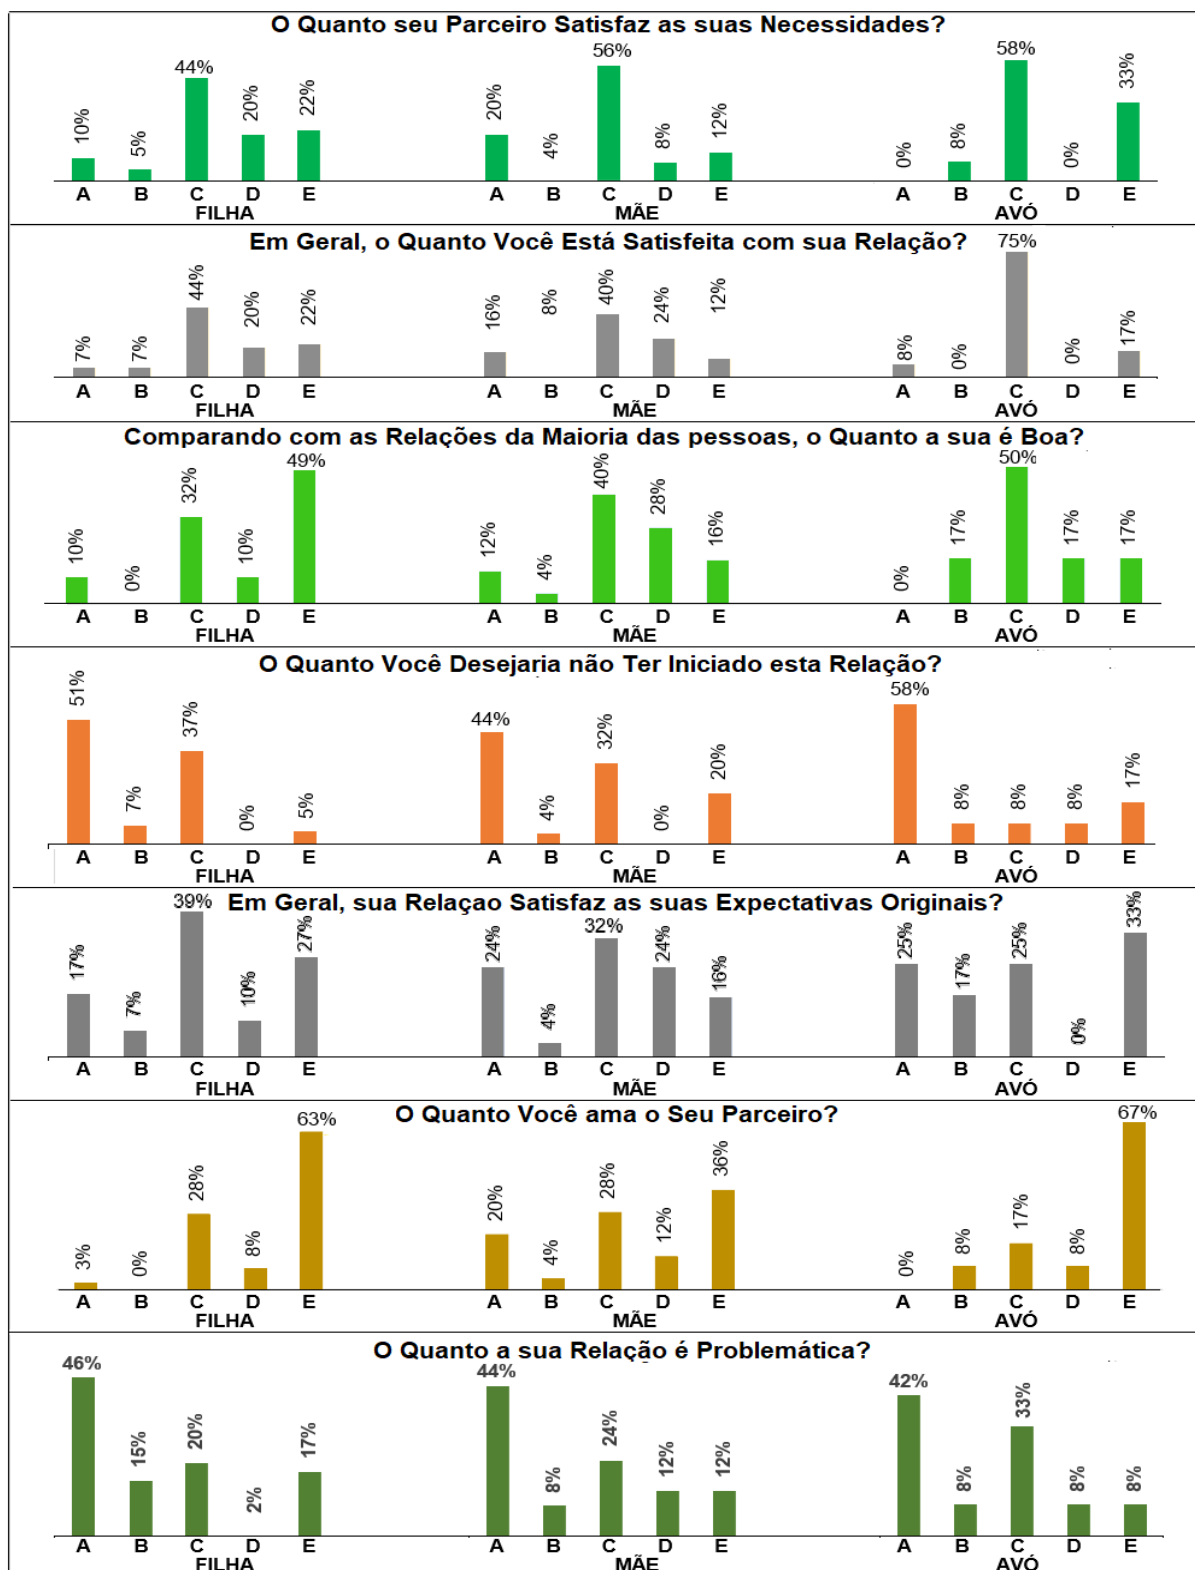 O Quanto seu Parceiro Satisfaz as suas Necessidades?
10% 5% 44% 20% 22% 20% 4% 56% 8% 12% 0% 8% 58% 0% 33%
A B C D E A B C D E A B C D E
FILHA MÃE AVÓ
Em Geral, o Quanto Você Está Satisfeita com sua Relação?
7% 7% 44% 20% 22% 16% 8% 40% 24% 12% 8% 0% 75% 0% 17%
A B C D E A B C D E A B C D E
FILHA MÃE AVÓ
Comparando com as Relações da Maioria das pessoas, o Quanto a sua é Boa?
10% 0% 32% 10% 49% 12% 4% 40% 28% 16% 0% 17% 50% 17% 17%
A B C D E A B C D E A B C D E
FILHA MÃE AVÓ
O Quanto Você Desejaria não Ter Iniciado esta Relação?
51% 7% 37% 0% 5% 44% 4% 32% 0% 20% 58% 8% 8% 8% 17%
A B C D E A B C D E A B C D E
FILHA MÃE AVÓ
Em Geral, sua Relaçao Satisfaz as suas Expectativas Originais?
17% 7% 39% 10% 27% 24% 4% 32% 24% 16% 25% 17% 25% 0% 33%
A B C D E A B C D E A B C D E
FILHA MÃE AVÓ
O Quanto Você ama o Seu Parceiro?
3% 0% 28% 8% 63% 20% 4% 28% 12% 36% 0% 8% 17% 8% 67%
A B C D E A B C D E A B C D E
FILHA MÃE AVÓ
O Quanto a sua Relação é Problemática?
46% 15% 20% 2% 17% 44% 8% 24% 12% 12% 42% 8% 33% 8% 8%
A B C D E A B C D E A B C D E
FILHA MÃE AVÓ